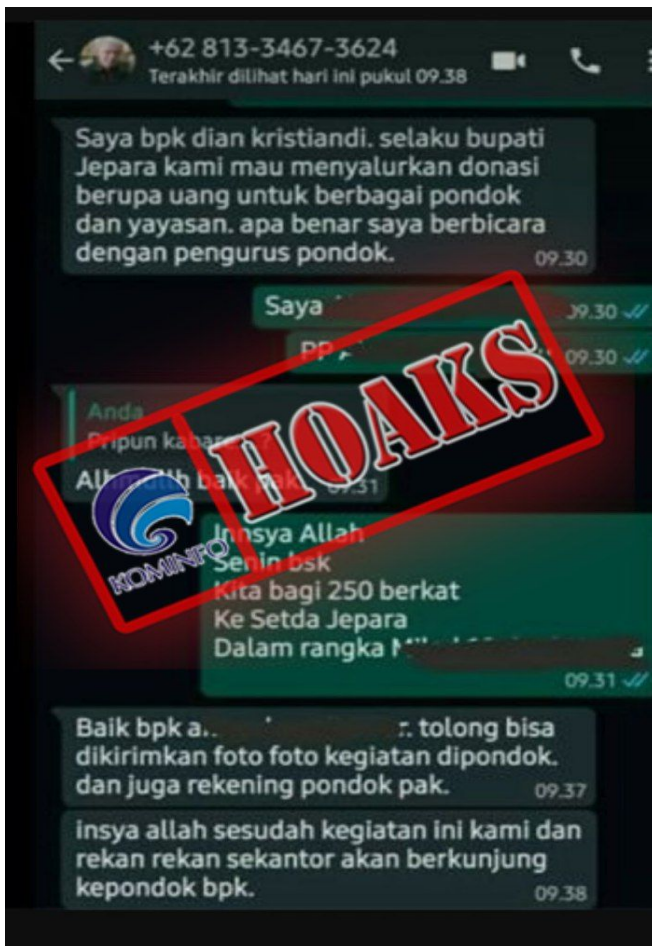 +62 813-3467-3624
Terakhir dilihat hari ini pukul 09.38
Saya bpk dian kristiandi. selaku bupati
Jepara kami mau menyalurkan donasi
berupa uang untuk berbagai pondok
dan yayasan. apa benar saya berbicara
dengan pengurus pondok.
09.30
Saya
09.30
PP
09.30
Anda
Pripun
baik pak.
09.31
HOAKS
KOMINFO
Innsya Allah
Senin bsk
Kita bagi 250 berkat
Ke Setda Jepara
Dalam rangka
09.31
Baik bpk
tolong bisa
dikirimkan foto foto kegiatan dipondok.
dan juga rekening pondok pak.
09.37
insya allah sesudah kegiatan ini kami dan
rekan rekan sekantor akan berkunjung
kepondok bpk.
09.38